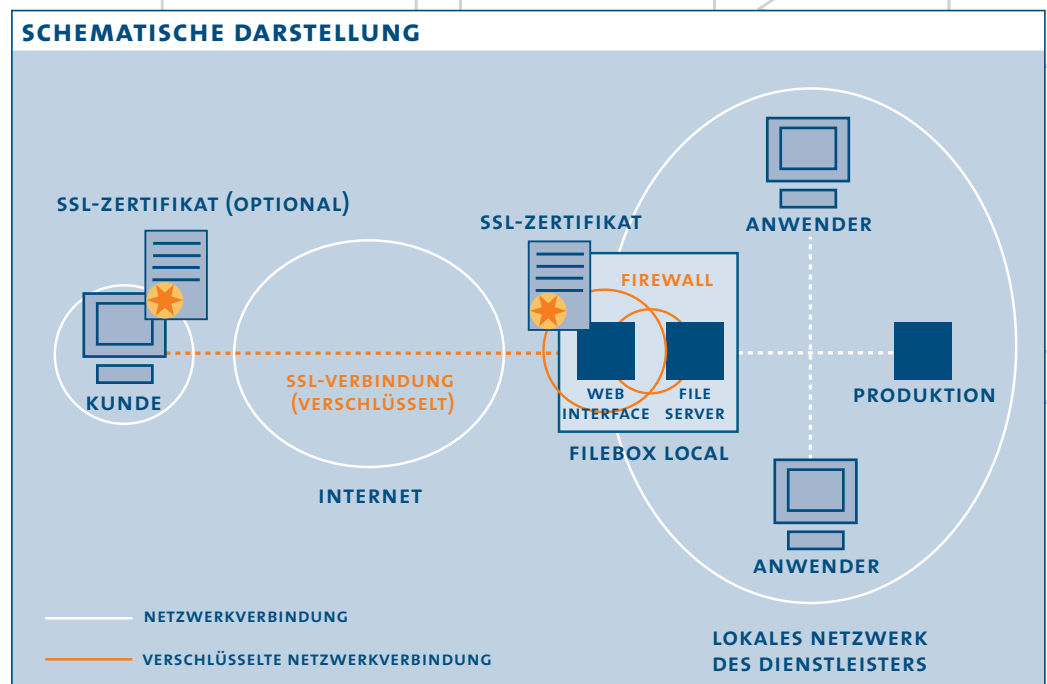 SCHEMATISCHE DARSTELLUNG
SSL-ZERTIFIKAT (OPTIONAL)
KUNDE
SSL-VERBINDUNG
(VERSCHLÜSSELT)
INTERNET
SSL-ZERTIFIKAT
FIREWALL
WEB
INTERFACE
FILE
SERVER
FILEBOX LOCAL
ANWENDER
PRODUKTION
ANWENDER
LOKALES NETZWERK
DES DIENSTLEISTERS
NETZWERKVERBINDUNG
VERSCHLÜSSELTE NETZWERKVERBINDUNG